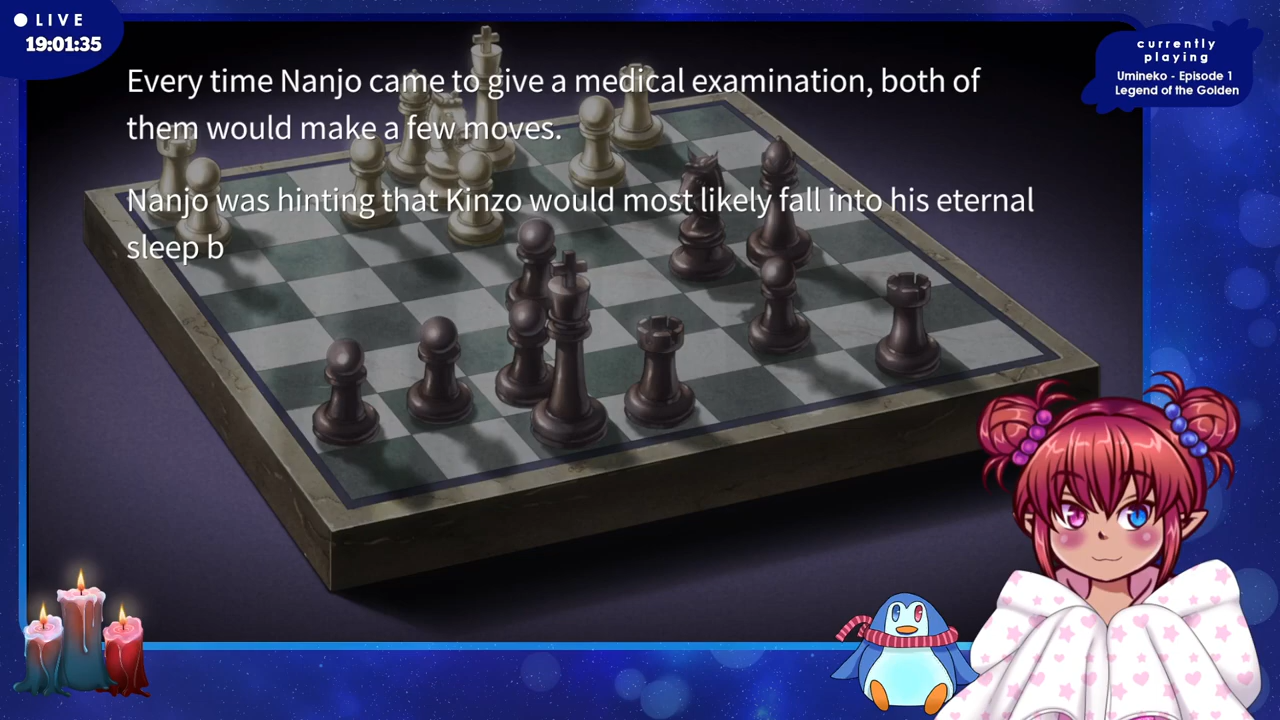 LIVE
19:01:35
currently
playing
Umineko - Episode 1
Legend of the Golden
Every time Nanjo came to give a medical examination, both of
them would make a few moves.
Nanjo was hinting that Kinzo would most likely fall into his eternal
sleep b